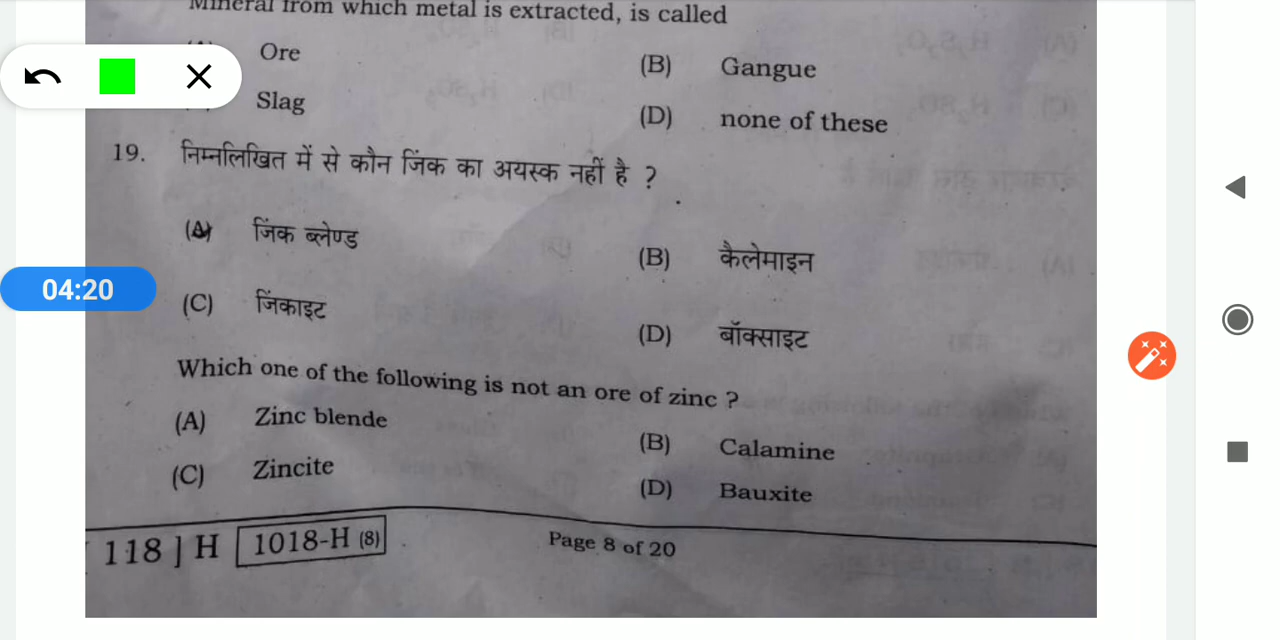 Mineral from which metal is extracted, is called
Ore
(B) Gangue
Slag
(D) none of these
19. निम्नलिखित में से कौन जिंक का अयस्क नहीं है ?
(A) जिंक ब्लेण्ड
(B) कैलेमाइन
04:20
(C) जिंकाइट
(D) बॉक्साइट
Which one of the following is not an ore of zinc ?
(A) Zinc blende
(B) Calamine
(C) Zincite
(D) Bauxite
118 ] H 1018-H (8)
Page 8 of 20